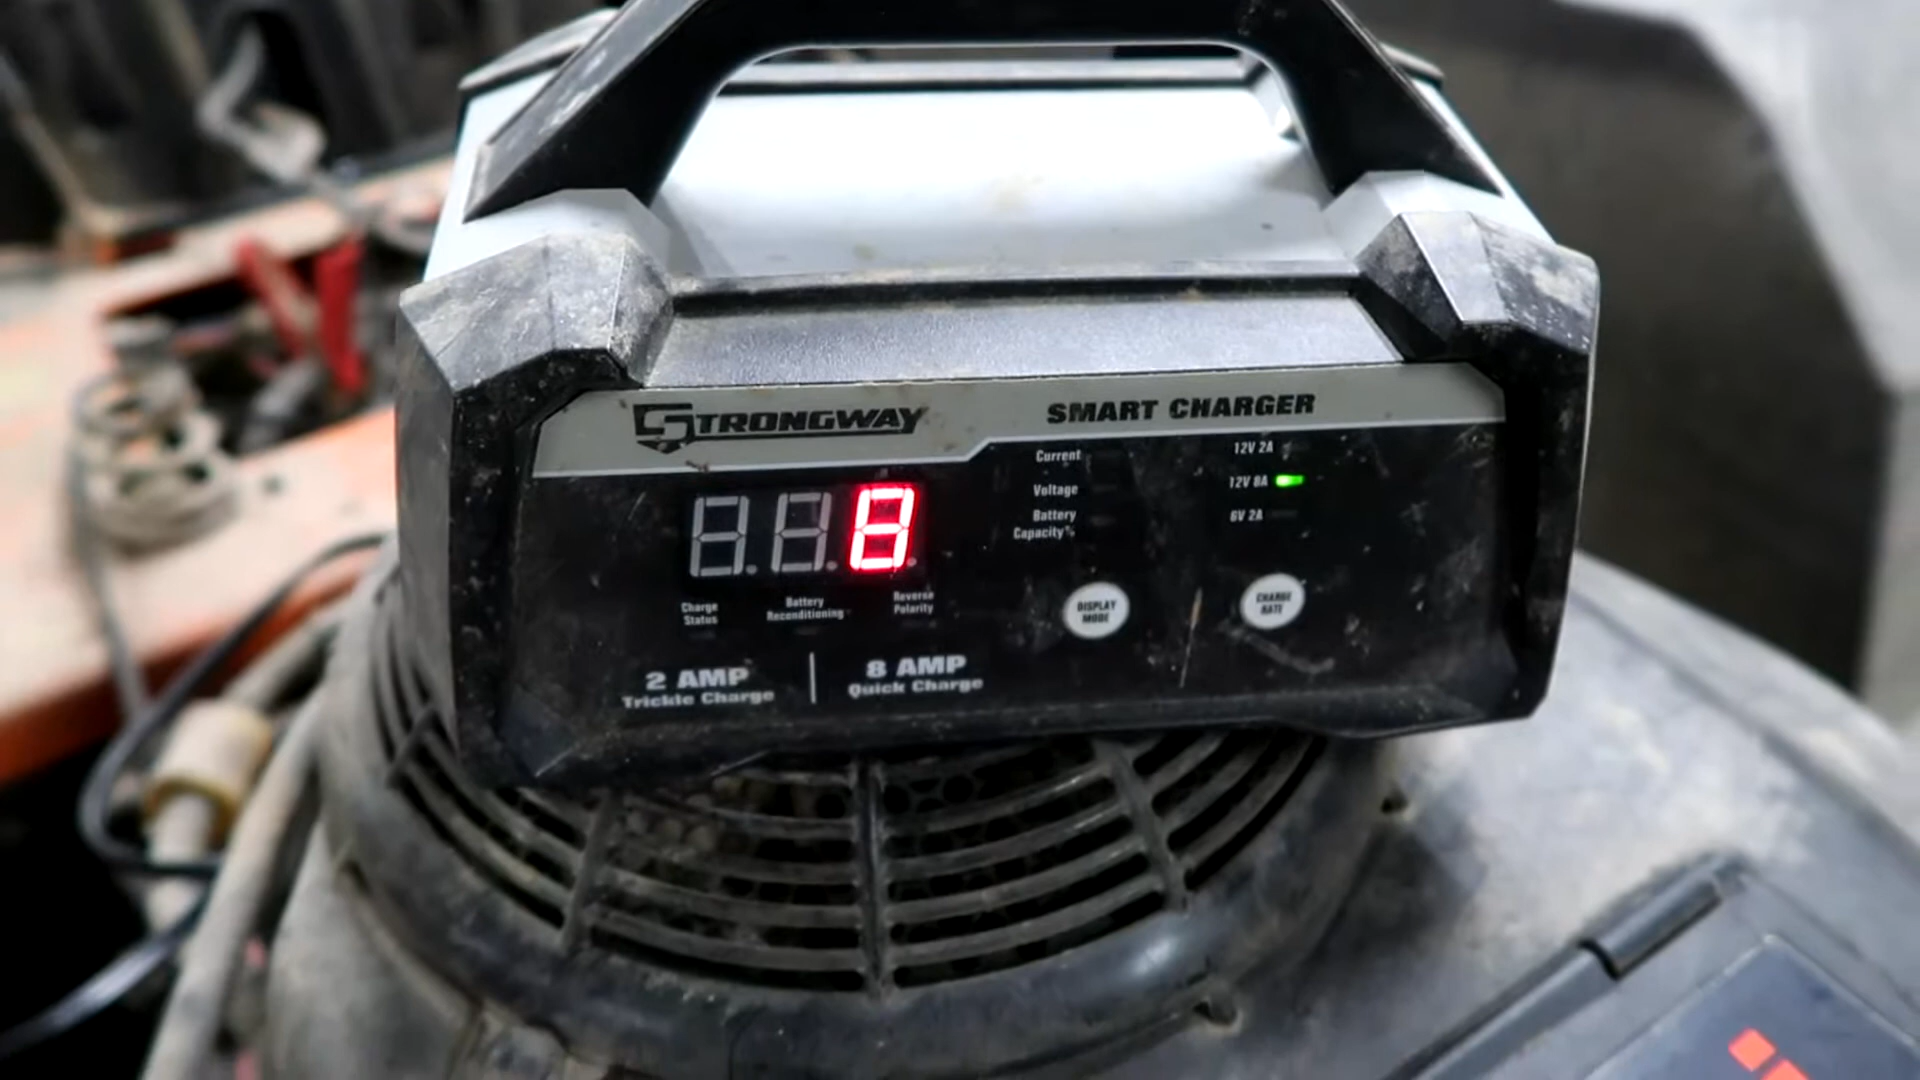 STRONGWAY
SMART CHARGER
8
Current
Voltage
Battery
Capacity%
12V 2A
12V 8A
6V 2A
Charge
Status
Battery
Reconditioning
Reverse
Polarity
DISPLAY
MODE
CHARGE
RATE
2 AMP
Trickle Charge
8 AMP
Quick Charge